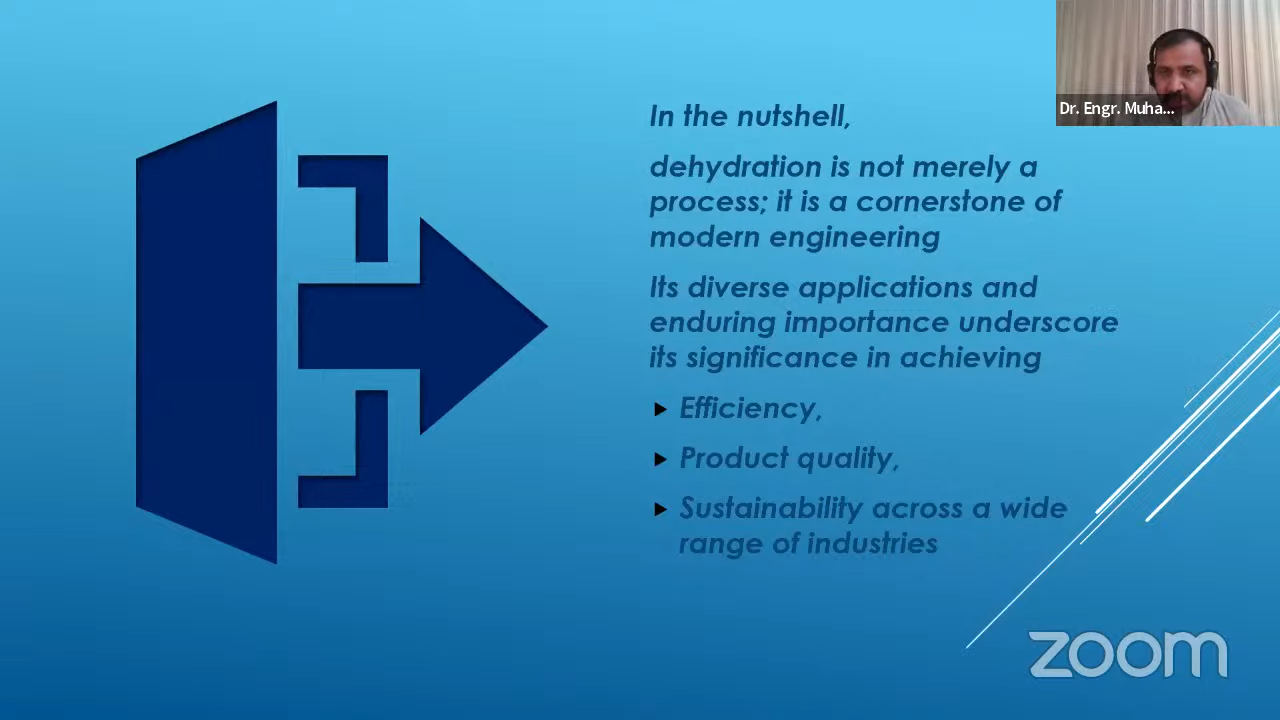 In the nutshell,
dehydration is not merely a
process; it is a cornerstone of
modern engineering
Its diverse applications and
enduring importance underscore
its significance in achieving
Efficiency,
Product quality,
Sustainability across a wide
range of industries
Dr. Engr. Muha...
zoom